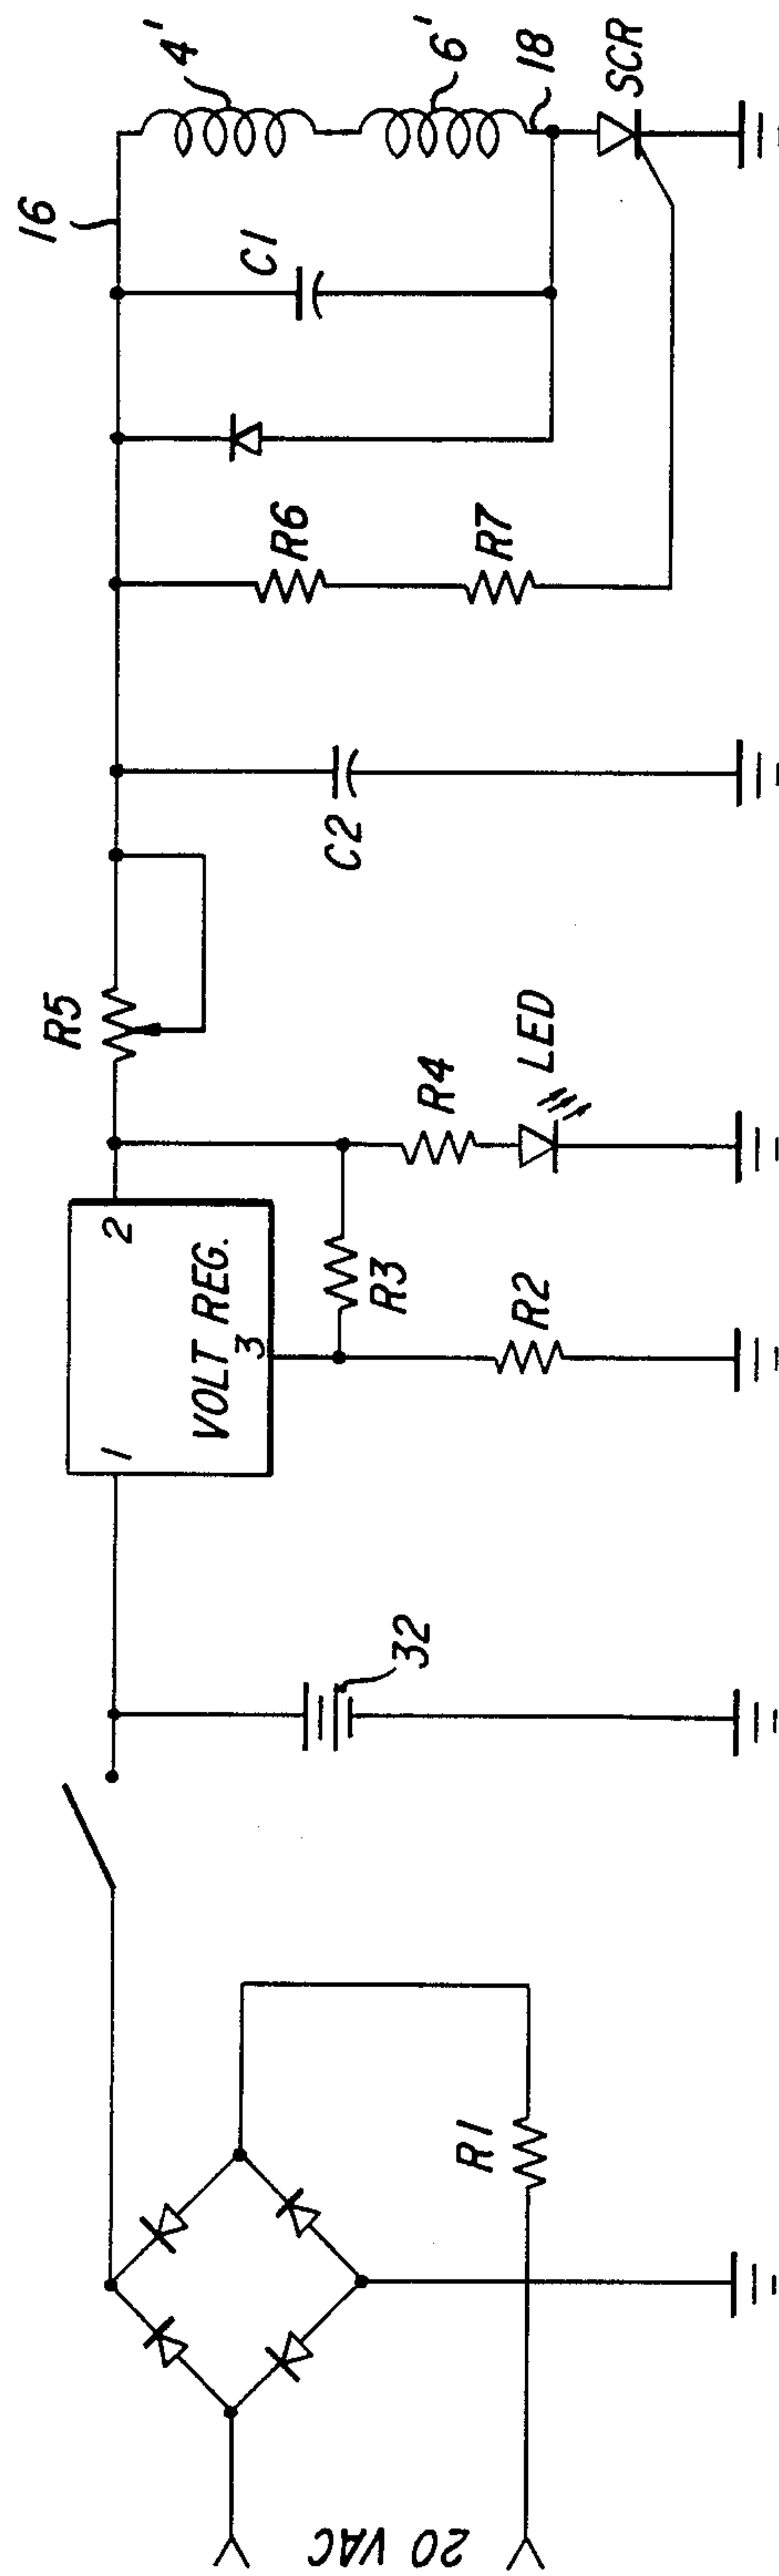 20 VAC
R1
32
1
VOLT REG.
2
3
R3
R2
R4
LED
R5
C2
R6
R7
C1
16
4'
6'
18
SCR